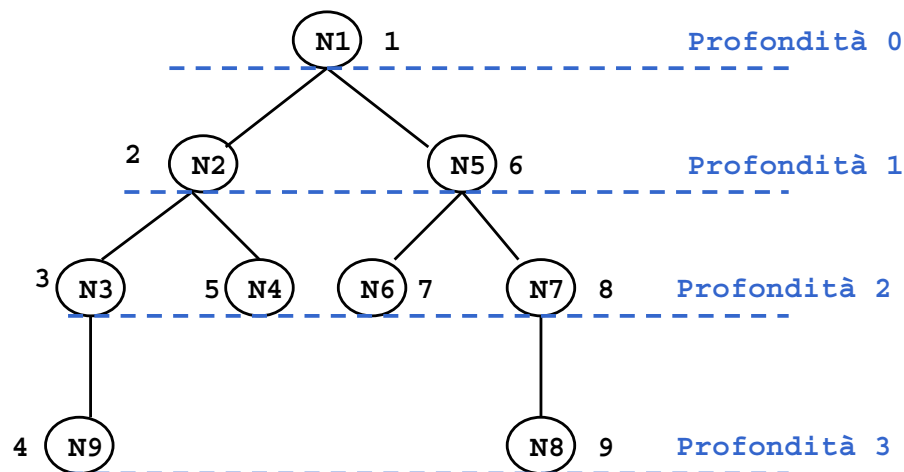 N1 1 Profondità 0
2 N2 N5 6 Profondità 1
3 N3 5 N4 N6 7 N7 8 Profondità 2
4 N9 N8 9 Profondità 3